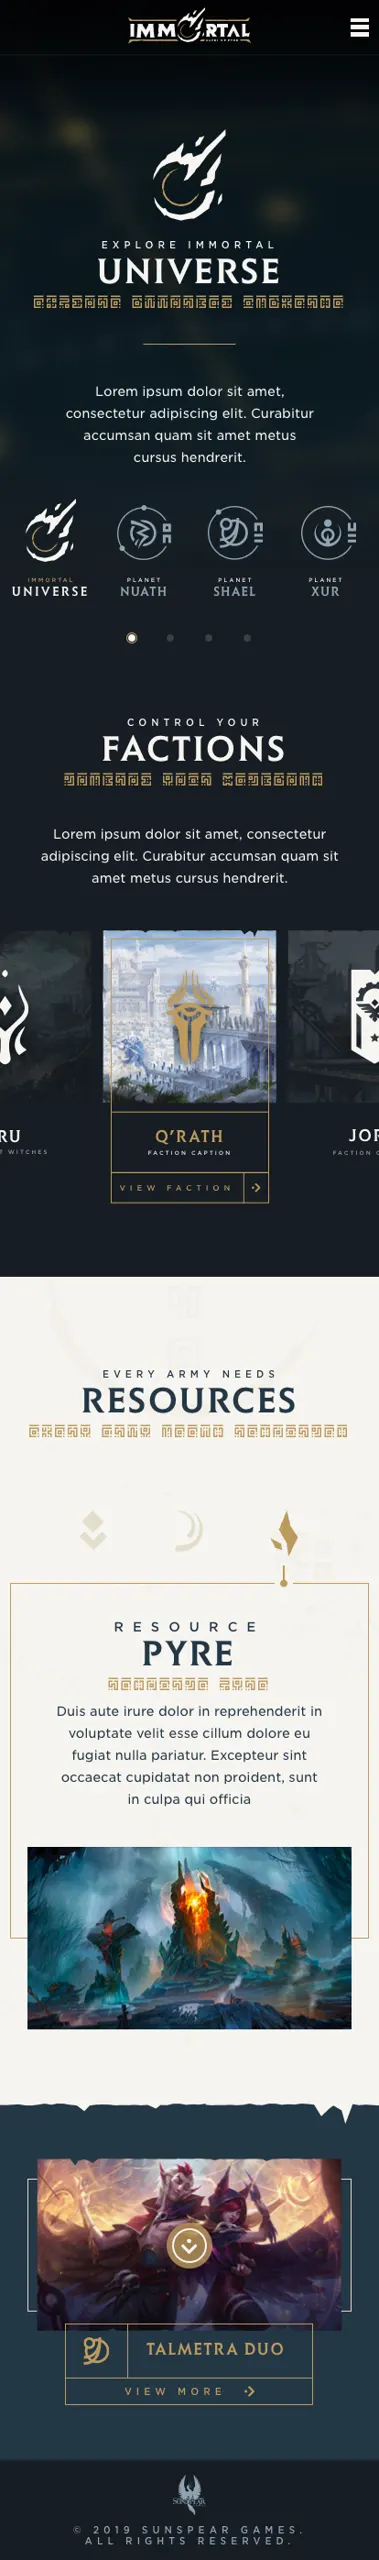 IMMORTAL
EXPLORE IMMORTAL
UNIVERSE
Lorem ipsum dolor sit amet,
consectetur adipiscing elit. Curabitur
accumsan quam sit amet metus
cursus hendrerit.
IMMORTAL
UNIVERSE
PLANET
NUATH
PLANET
SHAEL
PLANET
XUR
CONTROL YOUR
FACTIONS
Lorem ipsum dolor sit amet, consectetur
adipiscing elit. Curabitur accumsan quam sit
amet metus cursus hendrerit.
RU
T WITCHES
Q'RATH
FACTION CAPTION
VIEW FACTION
JOR
FACTION C
EVERY ARMY NEEDS
RESOURCES
RESOURCE
PYRE
Duis aute irure dolor in reprehenderit in
voluptate velit esse cillum dolore eu
fugiat nulla pariatur. Excepteur sint
occaecat cupidatat non proident, sunt
in culpa qui officia
TALMETRA DUO
VIEW MORE
SUNSPEAR
© 2019 SUNSPEAR GAMES.
ALL RIGHTS RESERVED.